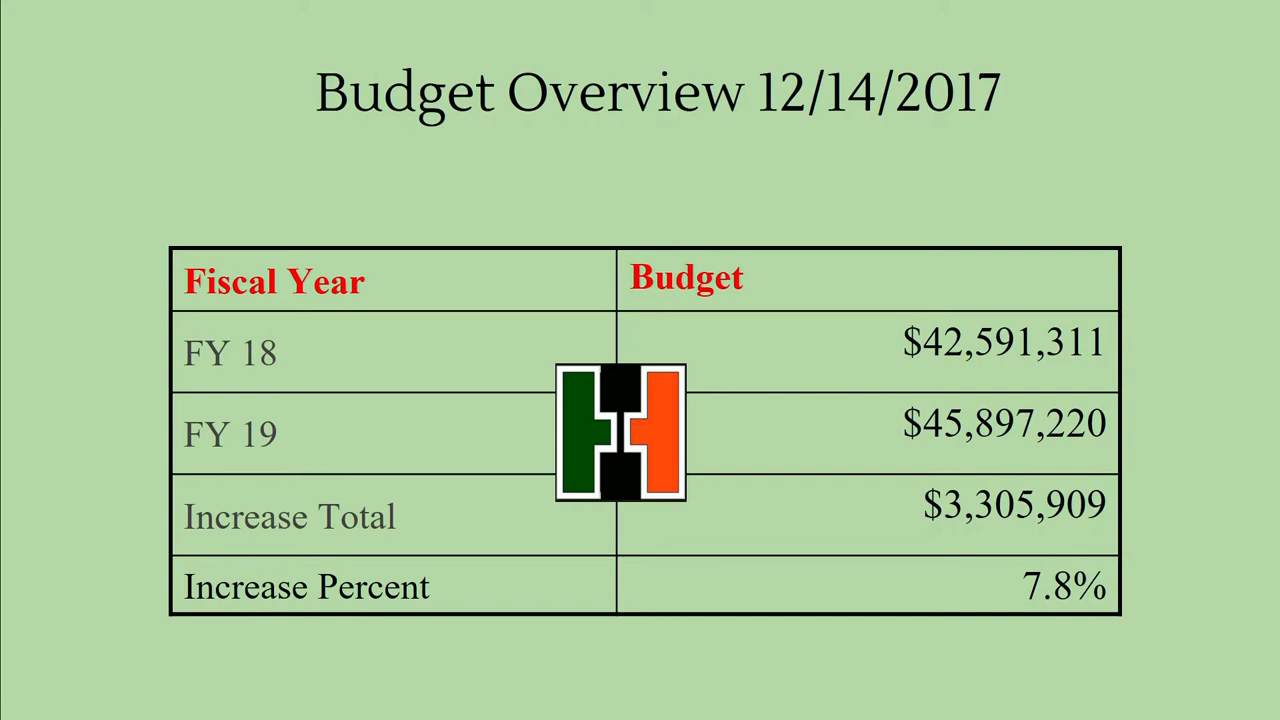 Budget Overview 12/14/2017
Fiscal Year Budget
FY 18 $42,591,311
FY 19 $45,897,220
Increase Total $3,305,909
Increase Percent 7.8%